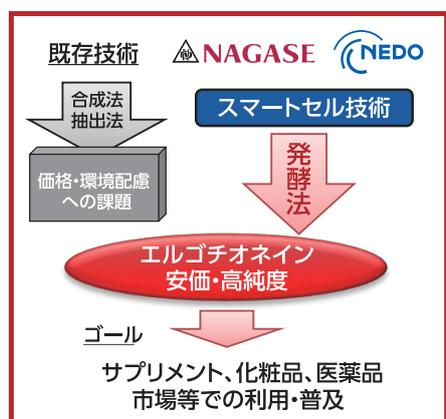 既存技術
NAGASE
NEDO
合成法
抽出法
スマートセル技術
価格・環境配慮
への課題
発酵法
エルゴチオネイン
安価・高純度
ゴール
サプリメント、化粧品、医薬品
市場等での利用・普及